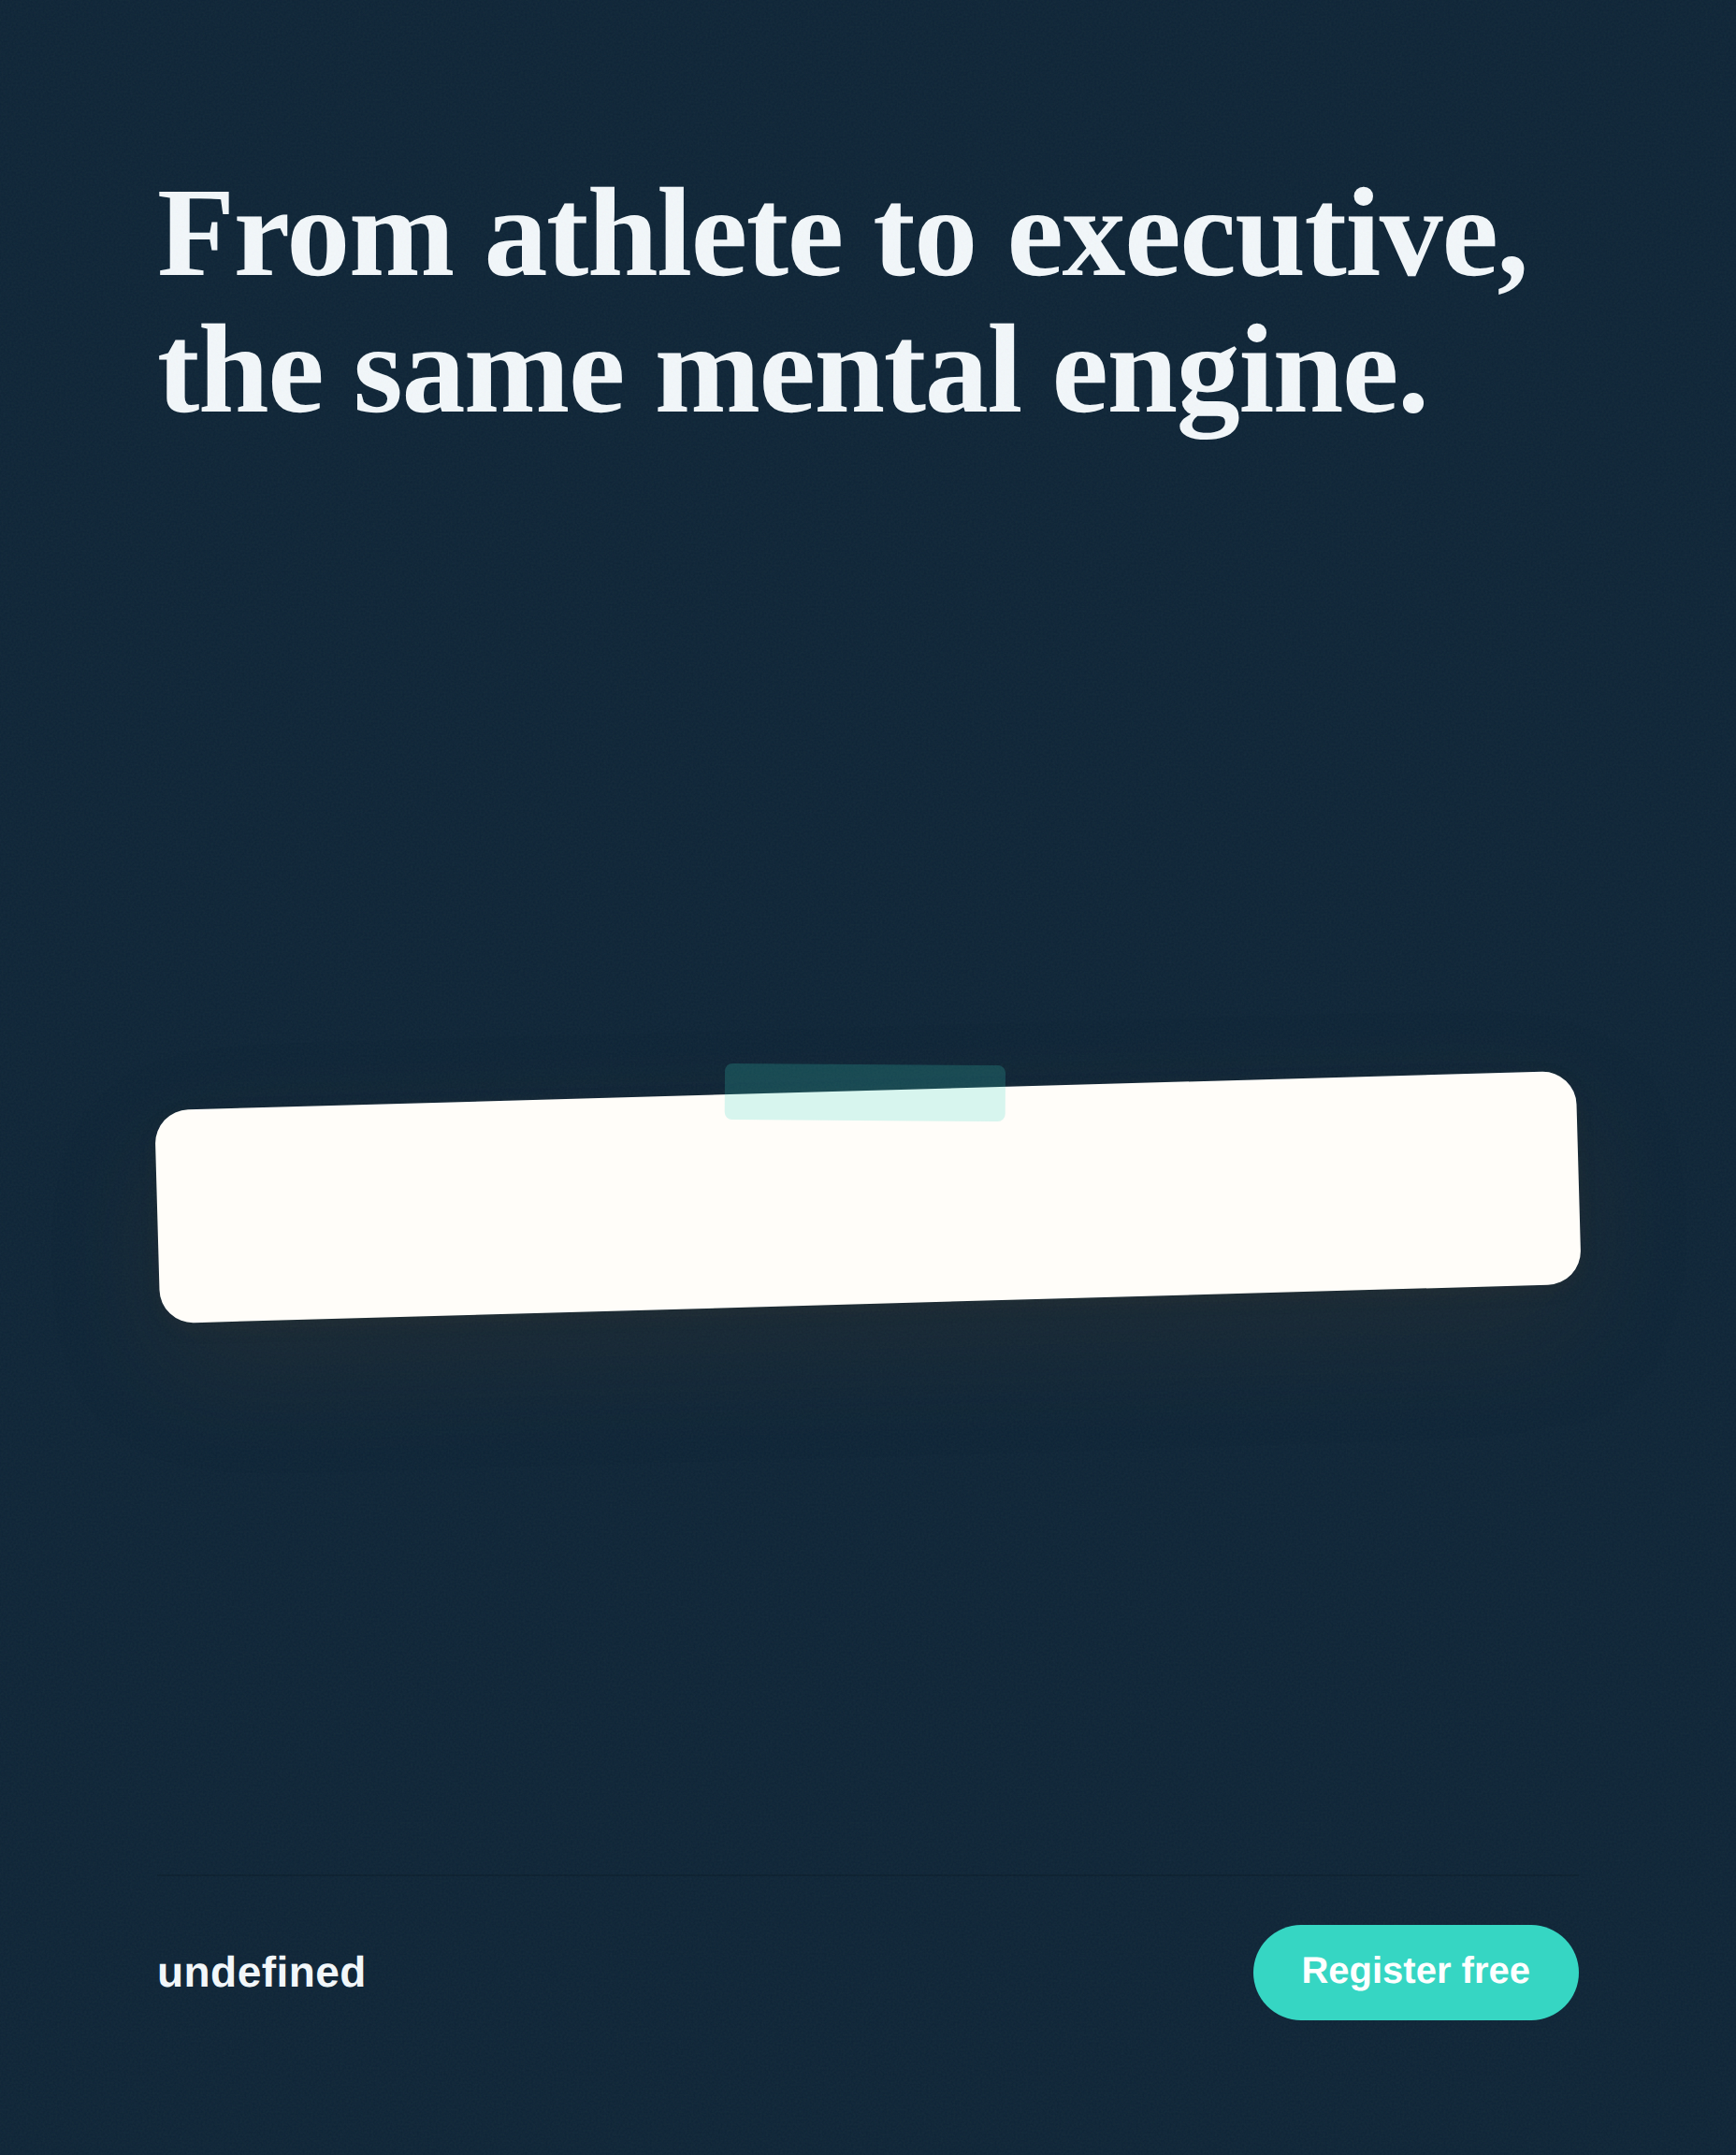 From athlete to executive,
the same mental engine.
undefined
Register free